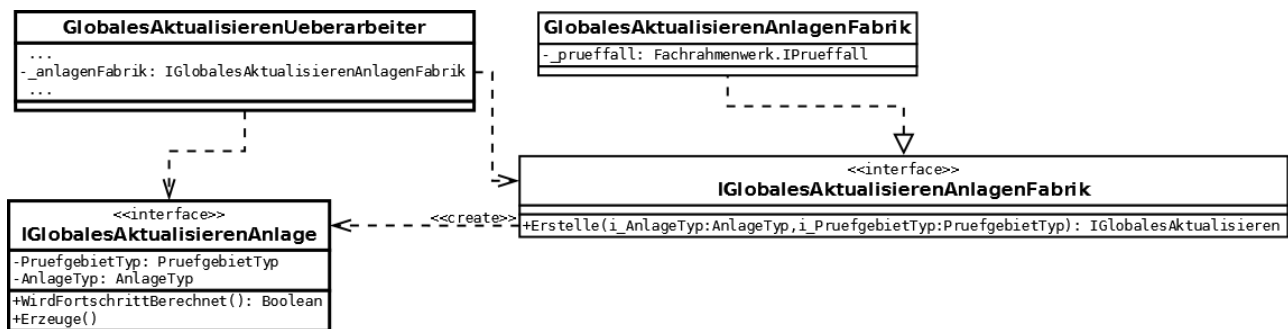 GlobalesAktualisierenUeberarbeiter
...
-_anlagenFabrik: IGlobalesAktualisierenAnlagenFabrik
...
GlobalesAktualisierenAnlagenFabrik
-_prueffall: Fachrahmenwerk.IPrueffall
<<interface>>
IGlobalesAktualisierenAnlagenFabrik
+Erstelle(i_AnlageTyp:AnlageTyp,i_PruefgebietTyp:PruefgebietTyp): IGlobalesAktualisieren
<<create>>
<<interface>>
IGlobalesAktualisierenAnlage
-PruefgebietTyp: PruefgebietTyp
-AnlageTyp: AnlageTyp
+WirdFortschrittBerechnet(): Boolean
+Erzeuge()